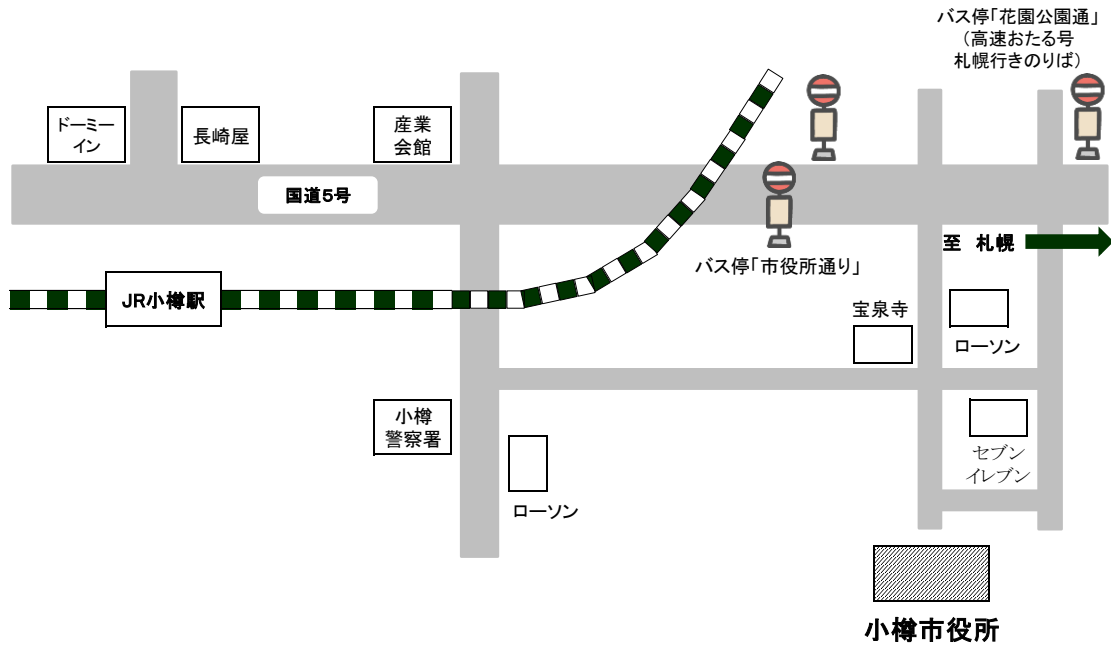 バス停「花園公園通」
(高速おたる号
札幌行きのりば)
ドーミー
イン
長崎屋
産業
会館
国道5号
至 札幌
バス停「市役所通り」
JR小樽駅
宝泉寺
ローソン
小樽
警察署
セブン
イレブン
ローソン
小樽市役所